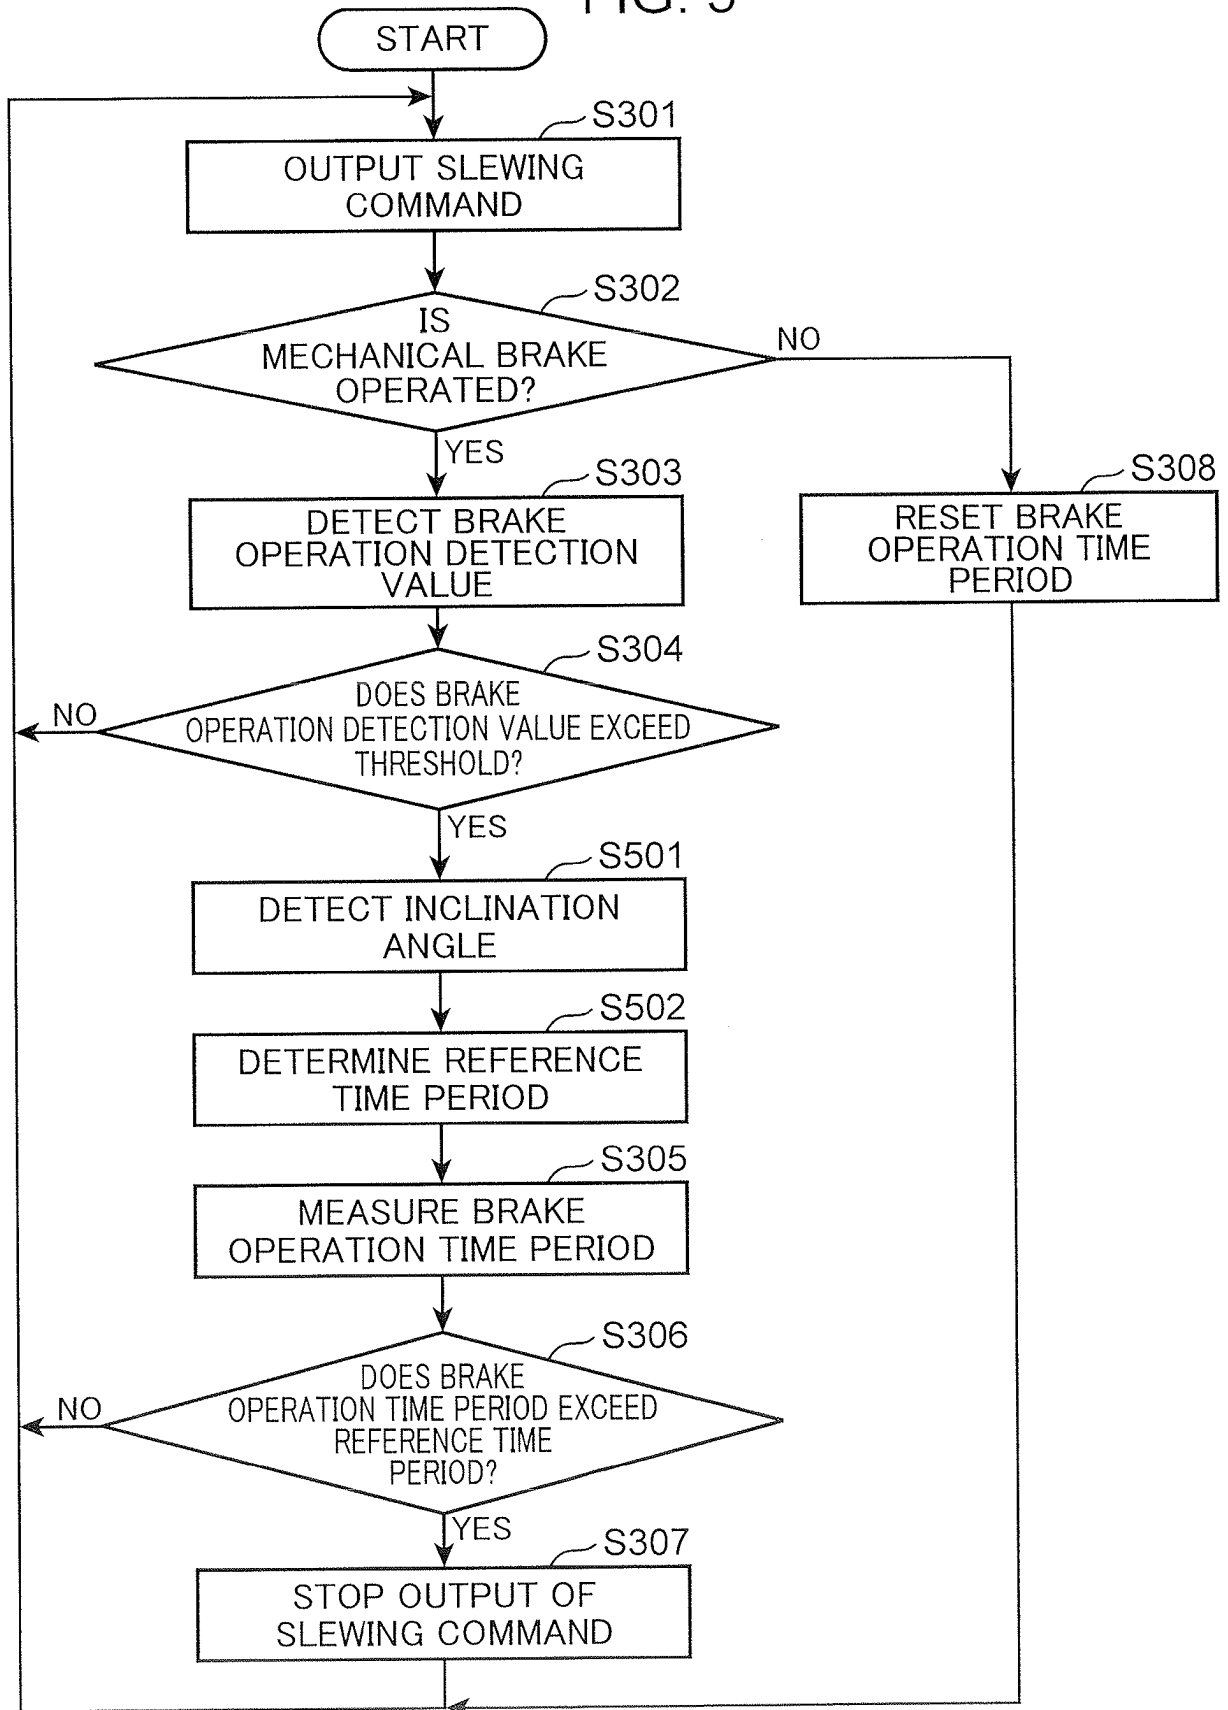 START
S301
OUTPUT SLEWING
COMMAND
S302
IS
MECHANICAL BRAKE
OPERATED?
NO
YES
S303
DETECT BRAKE
OPERATION DETECTION
VALUE
S308
RESET BRAKE
OPERATION TIME
PERIOD
S304
DOES BRAKE
OPERATION DETECTION VALUE EXCEED
THRESHOLD?
NO
YES
S501
DETECT INCLINATION
ANGLE
S502
DETERMINE REFERENCE
TIME PERIOD
S305
MEASURE BRAKE
OPERATION TIME PERIOD
S306
DOES BRAKE
OPERATION TIME PERIOD EXCEED
REFERENCE TIME
PERIOD?
NO
YES
S307
STOP OUTPUT OF
SLEWING COMMAND